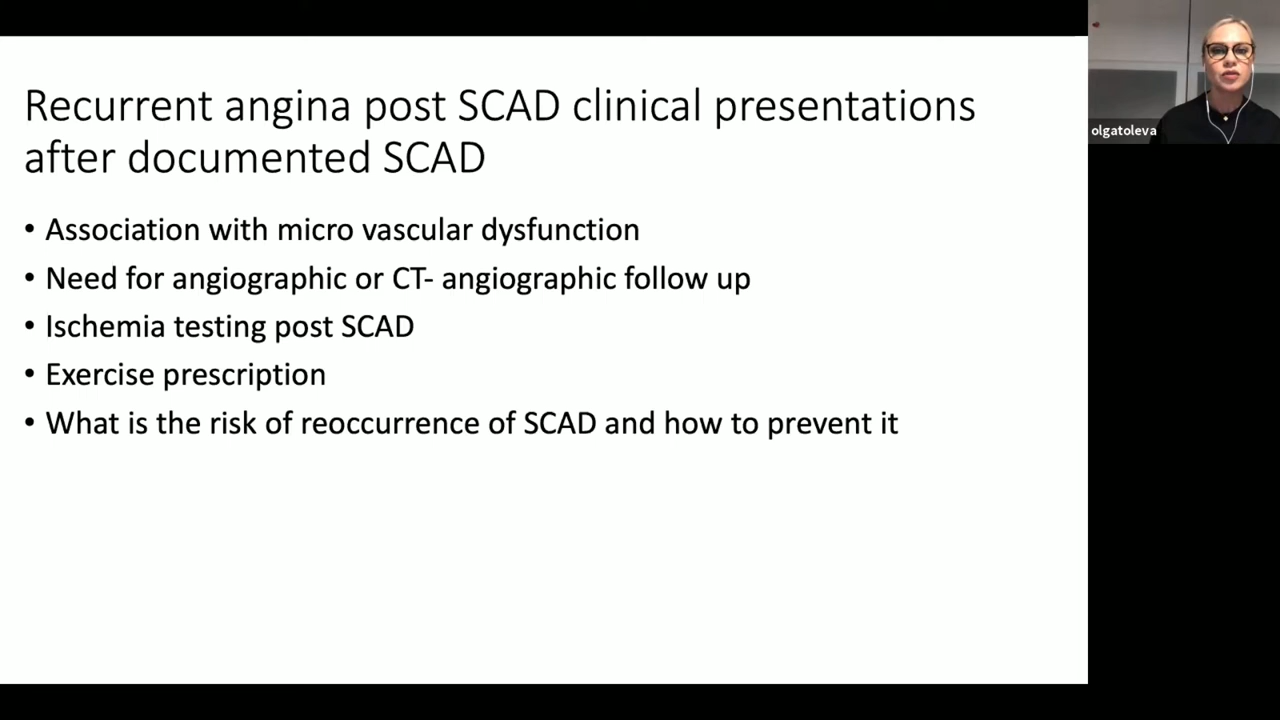 Recurrent angina post SCAD clinical presentations
after documented SCAD
• Association with micro vascular dysfunction
• Need for angiographic or CT- angiographic follow up
• Ischemia testing post SCAD
• Exercise prescription
• What is the risk of reoccurrence of SCAD and how to prevent it
olgatoleva